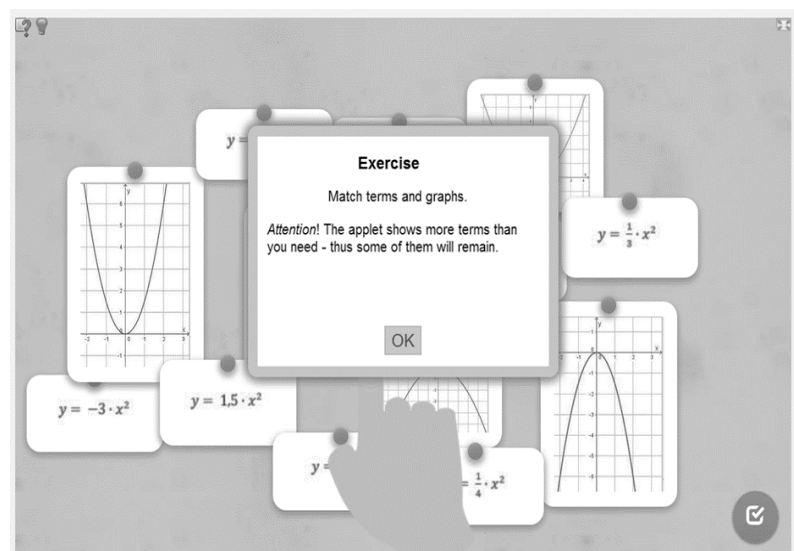 y =
Exercise
Match terms and graphs.
Attention! The applet shows more terms than
you need - thus some of them will remain.
OK
y = 1/3 · x²
y = −3 · x²
y = 1,5 · x²
y =
= 1/4 · x²